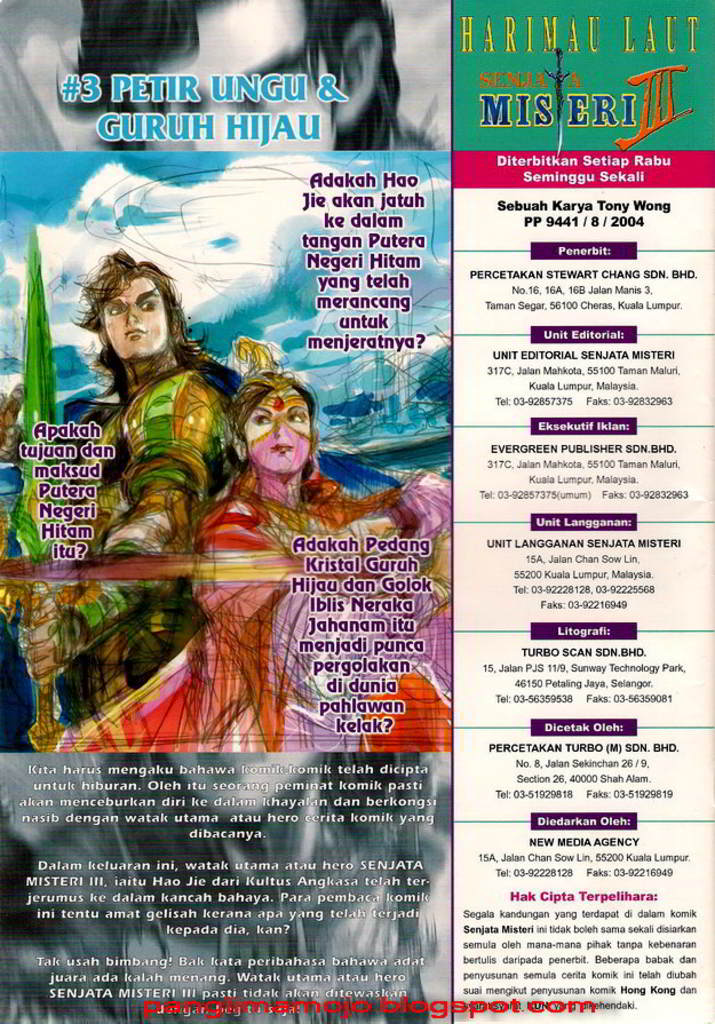 #3 PETIR UNGU &
GURUH HIJAU
Adakah Hao
Jie akan jatuh
ke dalam
tangan Putera
Negeri Hitam
yang telah
merancang
untuk
menjeratnya?
Apakah
tujuan dan
maksud
Putera
Negeri
Hitam
itu?
Adakah Pedang
Kristal Guruh
Hijau dan Golok
Iblis Neraka
Jahanam itu
menjadi punca
pergolakan
di dunia
pahlawan
kelak?
Kita harus mengaku bahawa komik-komik telah dicipta
untuk hiburan. Oleh itu seorang peminat komik pasti
akan menceburkan diri ke dalam khayalan dan berkongsi
nasib dengan watak utama atau hero cerita komik yang
dibacanya.
Dalam keluaran ini, watak utama atau hero SENJATA
MISTERI III, iaitu Hao Jie dari Kultus Angkasa telah ter-
jerumus ke dalam kancah bahaya. Para pembaca komik
ini tentu amat gelisah kerana apa yang telah terjadi
kepada dia, kan?
Tak usah bimbang! Bak kata peribahasa bahawa adat
juara ada kalah menang. Watak utama atau hero
SENJATA MISTERI III pasti tidak akan ditewaskan
dengan beg tu saja!
HARIMAU LAUT
SENJATA
MISTERI III
Diterbitkan Setiap Rabu
Seminggu Sekali
Sebuah Karya Tony Wong
PP 9441 / 8 / 2004
Penerbit:
PERCETAKAN STEWART CHANG SDN. BHD.
No.16, 16A, 16B Jalan Manis 3,
Taman Segar, 56100 Cheras, Kuala Lumpur.
Unit Editorial:
UNIT EDITORIAL SENJATA MISTERI
317C, Jalan Mahkota, 55100 Taman Maluri,
Kuala Lumpur, Malaysia.
Tel: 03-92857375 Faks: 03-92832963
Eksekutif Iklan:
EVERGREEN PUBLISHER SDN.BHD.
317C, Jalan Mahkota, 55100 Taman Maluri,
Kuala Lumpur, Malaysia.
Tel: 03-92857375(umum) Faks: 03-92832963
Unit Langganan:
UNIT LANGGANAN SENJATA MISTERI
15A, Jalan Chan Sow Lin,
55200 Kuala Lumpur, Malaysia.
Tel: 03-92228128, 03-92225568
Faks: 03-92216949
Litografi:
TURBO SCAN SDN.BHD.
15, Jalan PJS 11/9, Sunway Technology Park,
46150 Petaling Jaya, Selangor.
Tel: 03-56359538 Faks: 03-56359081
Dicetak Oleh:
PERCETAKAN TURBO (M) SDN. BHD.
No. 8, Jalan Sekinchan 26 / 9,
Section 26, 40000 Shah Alam.
Tel: 03-51929818 Faks: 03-51929819
Diedarkan Oleh:
NEW MEDIA AGENCY
15A, Jalan Chan Sow Lin, 55200 Kuala Lumpur.
Tel: 03-92228128 Faks: 03-92216949
Hak Cipta Terpelihara:
Segala kandungan yang terdapat di dalam komik
Senjata Misteri ini tidak boleh sama sekali disiarkan
semula oleh mana-mana pihak tanpa kebenaran
bertulis daripada penerbit. Beberapa babak dan
penyusunan semula cerita komik ini telah diubah
suai mengikut penyusunan komik Hong Kong dan
KDN yang dikehendaki.
panglimamojo.blogspot.com